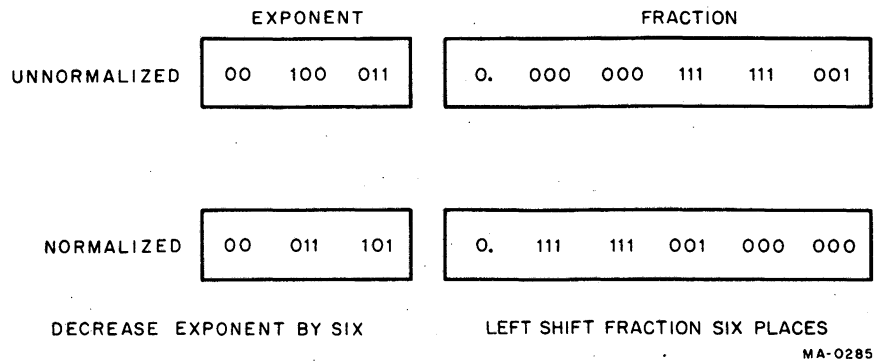 EXPONENT FRACTION
UNNORMALIZED 00 100 011 0. 000 000 111 111 001
NORMALIZED 00 011 101 0. 111 111 001 000 000
DECREASE EXPONENT BY SIX LEFT SHIFT FRACTION SIX PLACES
MA-0285